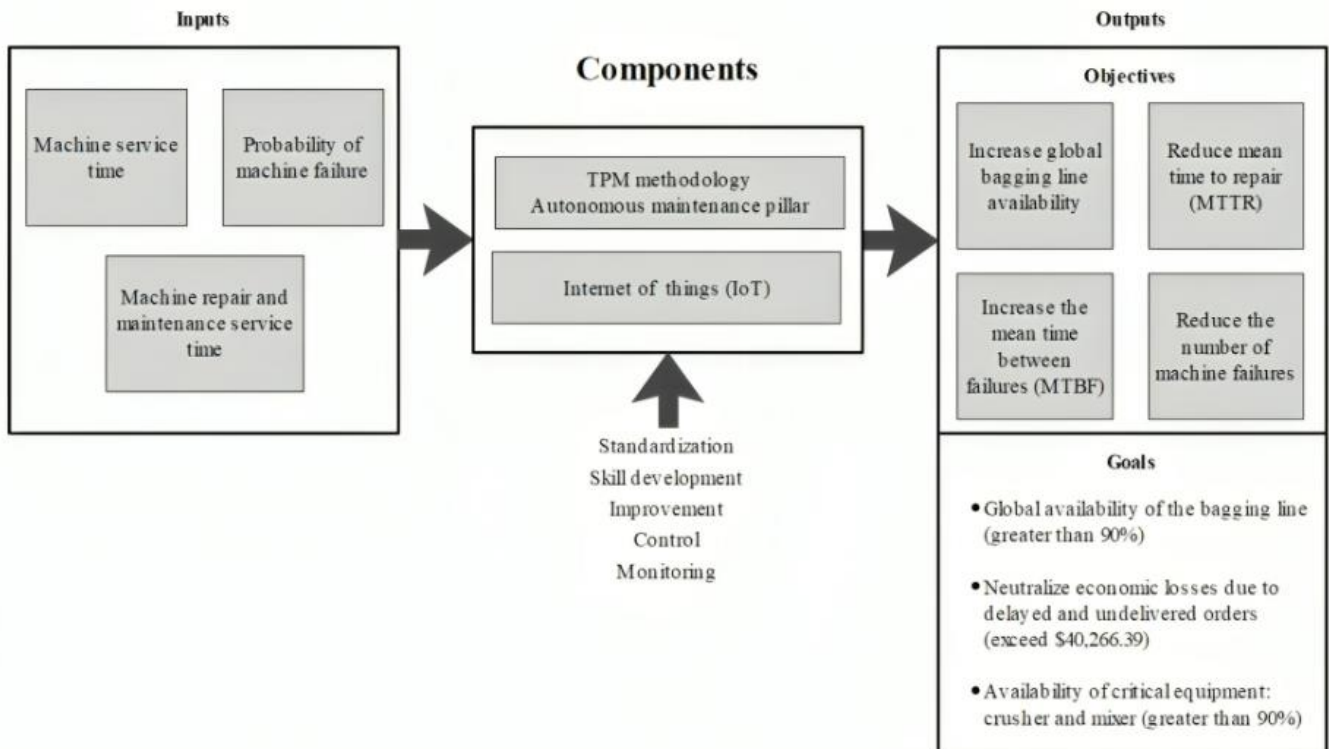 Inputs
Machine service
time
Probability of
machine failure
Machine repair and
maintenance service
time
Components
TPM methodology
Autonomous maintenance pillar
Internet of things (IoT)
Standardization
Skill development
Improvement
Control
Monitoring
Outputs
Objectives
Increase global
bagging line
availability
Reduce mean
time to repair
(MTTR)
Increase the
mean time
between
failures (MTBF)
Reduce the
number of
machine failures
Goals
• Global availability of the bagging line
(greater than 90%)
• Neutralize economic losses due to
delayed and undelivered orders
(exceed $40,266.39)
• Availability of critical equipment:
crusher and mixer (greater than 90%)